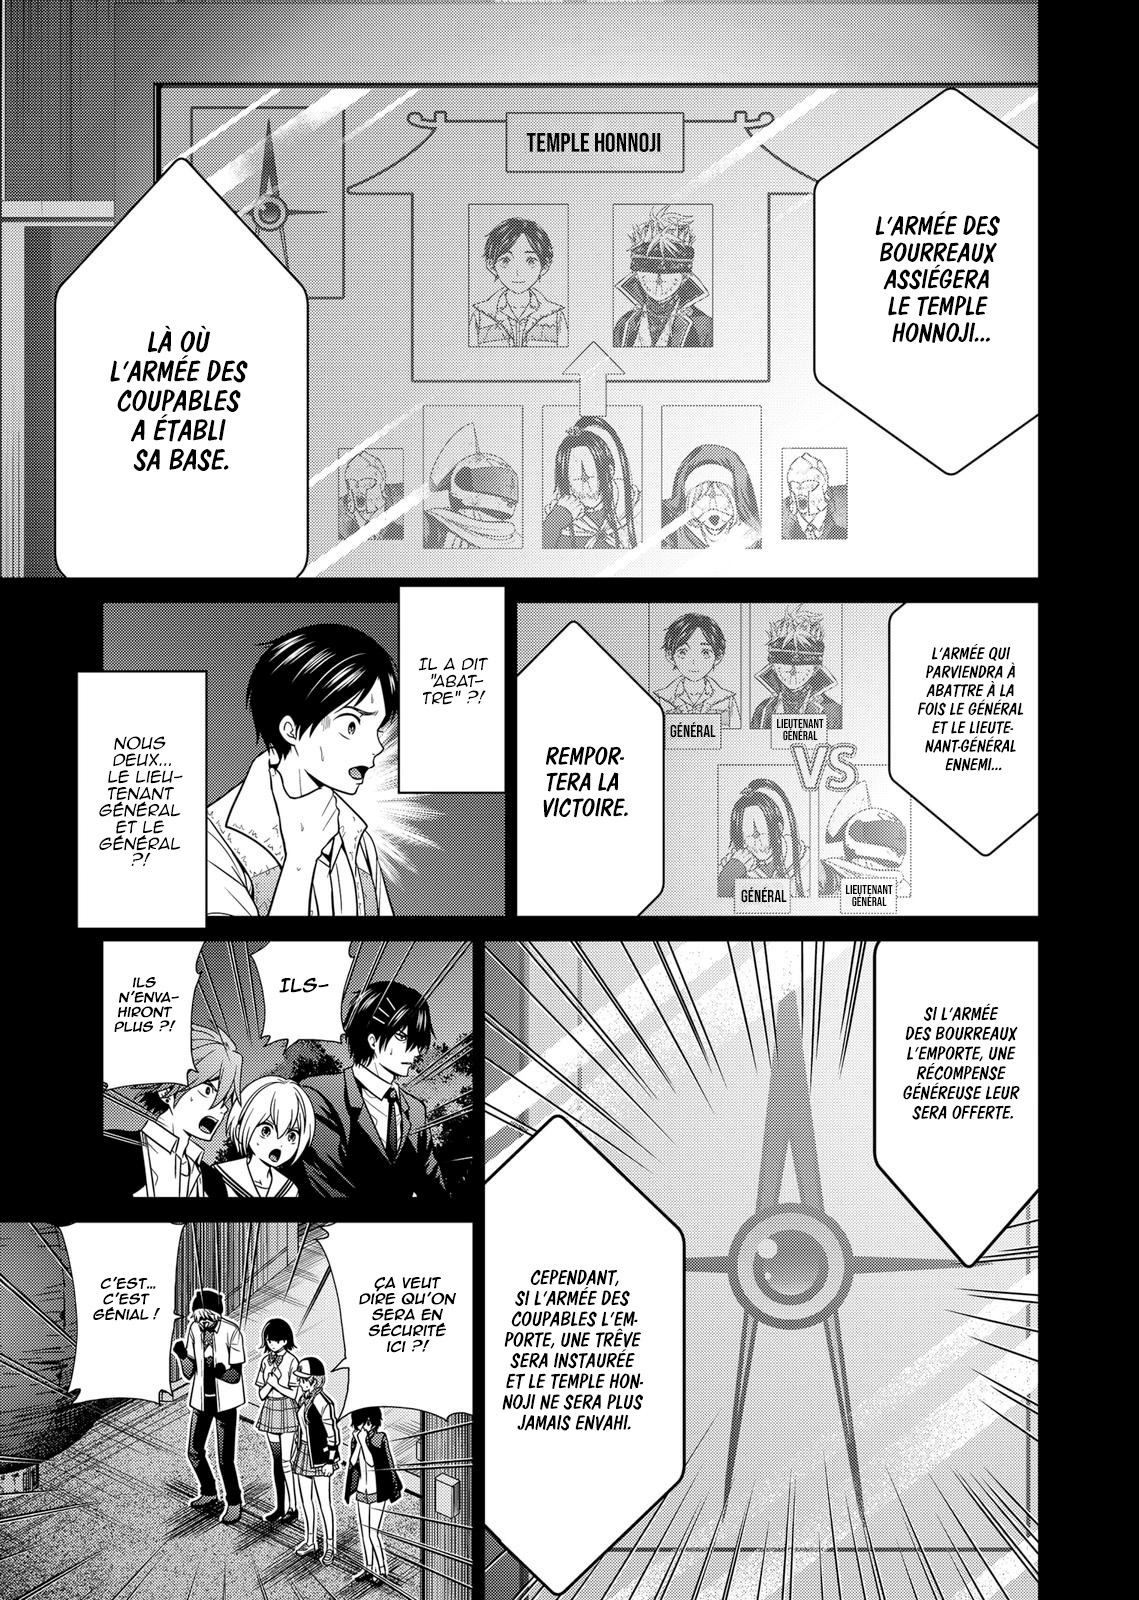 TEMPLE HONNOJI
L'ARMÉE DES
BOURREAUX
ASSIÉGERA
LE TEMPLE
HONNOJI...
LÀ OÙ
L'ARMÉE DES
COUPABLES
A ÉTABLI
SA BASE.
L'ARMÉE QUI
PARVIENDRA À
ABATTRE À LA
FOIS LE GÉNÉRAL
ET LE LIEUTE-
NANT-GÉNÉRAL
ENNEMI...
GÉNÉRAL
LIEUTENANT
GÉNÉRAL
VS
GÉNÉRAL
LIEUTENANT
GÉNÉRAL
REMPOR-
TERA LA
VICTOIRE.
IL A DIT
"ABAT-
TRE" ?!
NOUS
DEUX...
LE LIEU-
TENANT
GÉNÉRAL
ET LE
GÉNÉRAL
?!
SI L'ARMÉE
DES BOURREAUX
L'EMPORTE, UNE
RÉCOMPENSE
GÉNÉREUSE LEUR
SERA OFFERTE.
CEPENDANT,
SI L'ARMÉE DES
COUPABLES L'EM-
PORTE, UNE TRÊVE
SERA INSTAURÉE
ET LE TEMPLE HON-
NOJI NE SERA PLUS
JAMAIS ENVAHI.
ILS-
ILS
N'ENVA-
HIRONT
PLUS ?!
ÇA VEUT
DIRE QU'ON
SERA EN
SÉCURITÉ
ICI ?!
C'EST...
C'EST
GÉNIAL !